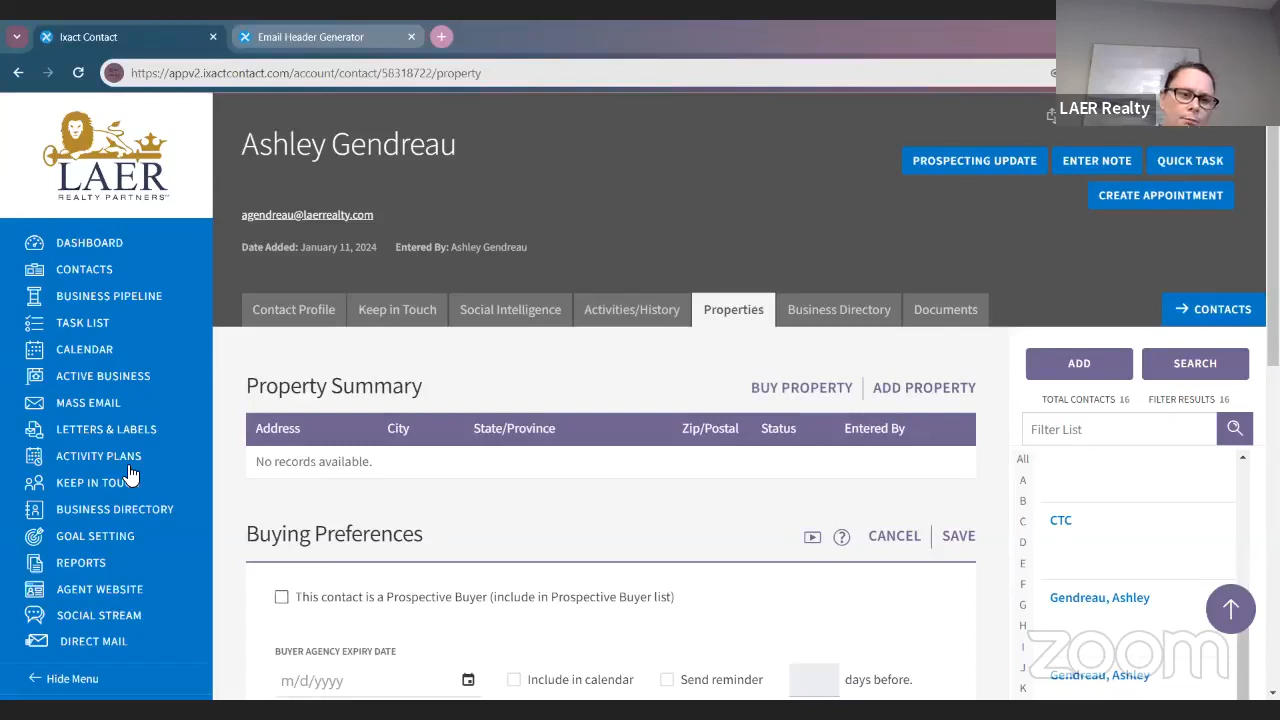 Ixact Contact
Email Header Generator
https://appv2.ixactcontact.com/account/contact/58318722/property
LAER Realty
LAER
REALTY PARTNERS
Ashley Gendreau
agendreau@laerrealty.com
Date Added: January 11, 2024 Entered By: Ashley Gendreau
PROSPECTING UPDATE
ENTER NOTE
QUICK TASK
CREATE APPOINTMENT
DASHBOARD
CONTACTS
BUSINESS PIPELINE
TASK LIST
CALENDAR
ACTIVE BUSINESS
MASS EMAIL
LETTERS & LABELS
ACTIVITY PLANS
KEEP IN TOU
BUSINESS DIRECTORY
GOAL SETTING
REPORTS
AGENT WEBSITE
SOCIAL STREAM
DIRECT MAIL
Hide Menu
Contact Profile
Keep in Touch
Social Intelligence
Activities/History
Properties
Business Directory
Documents
CONTACTS
Property Summary
BUY PROPERTY
ADD PROPERTY
Address City State/Province Zip/Postal Status Entered By
No records available.
Buying Preferences
CANCEL
SAVE
This contact is a Prospective Buyer (include in Prospective Buyer list)
BUYER AGENCY EXPIRY DATE
m/d/yyyy
Include in calendar
Send reminder
days before.
ADD
SEARCH
TOTAL CONTACTS 16 FILTER RESULTS 16
Filter List
All
A
B
C
D
E
F
G
H
I
J
K
CTC
Gendreau, Ashley
Gendreau, Ashley
zoom